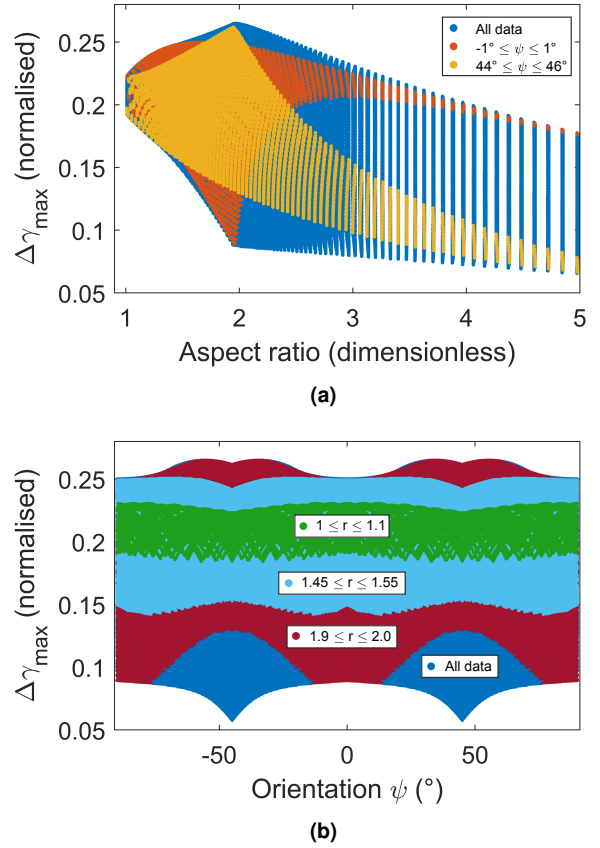 0.25
0.2
0.15
0.1
0.05
Δγmax (normalised)
All data
-1° ≤ ψ ≤ 1°
44° ≤ ψ ≤ 46°
1 2 3 4 5
Aspect ratio (dimensionless)
(a)
0.25
0.2
0.15
0.1
0.05
Δγmax (normalised)
1 ≤ r ≤ 1.1
1.45 ≤ r ≤ 1.55
1.9 ≤ r ≤ 2.0
All data
-50 0 50
Orientation ψ (°)
(b)